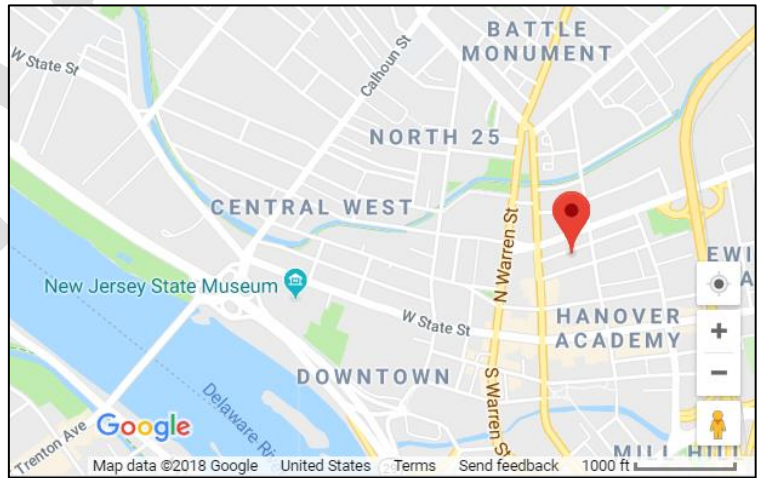 BATTLE
MONUMENT
W State St
Calhoun St
NORTH 25
CENTRAL WEST
N Warren St
New Jersey State Museum
W State St
HANOVER
ACADEMY
DOWNTOWN
S Warren St
Delaware
Google
Trenton Ave
MILL HILL
Map data ©2018 Google United States Terms Send feedback 1000 ft